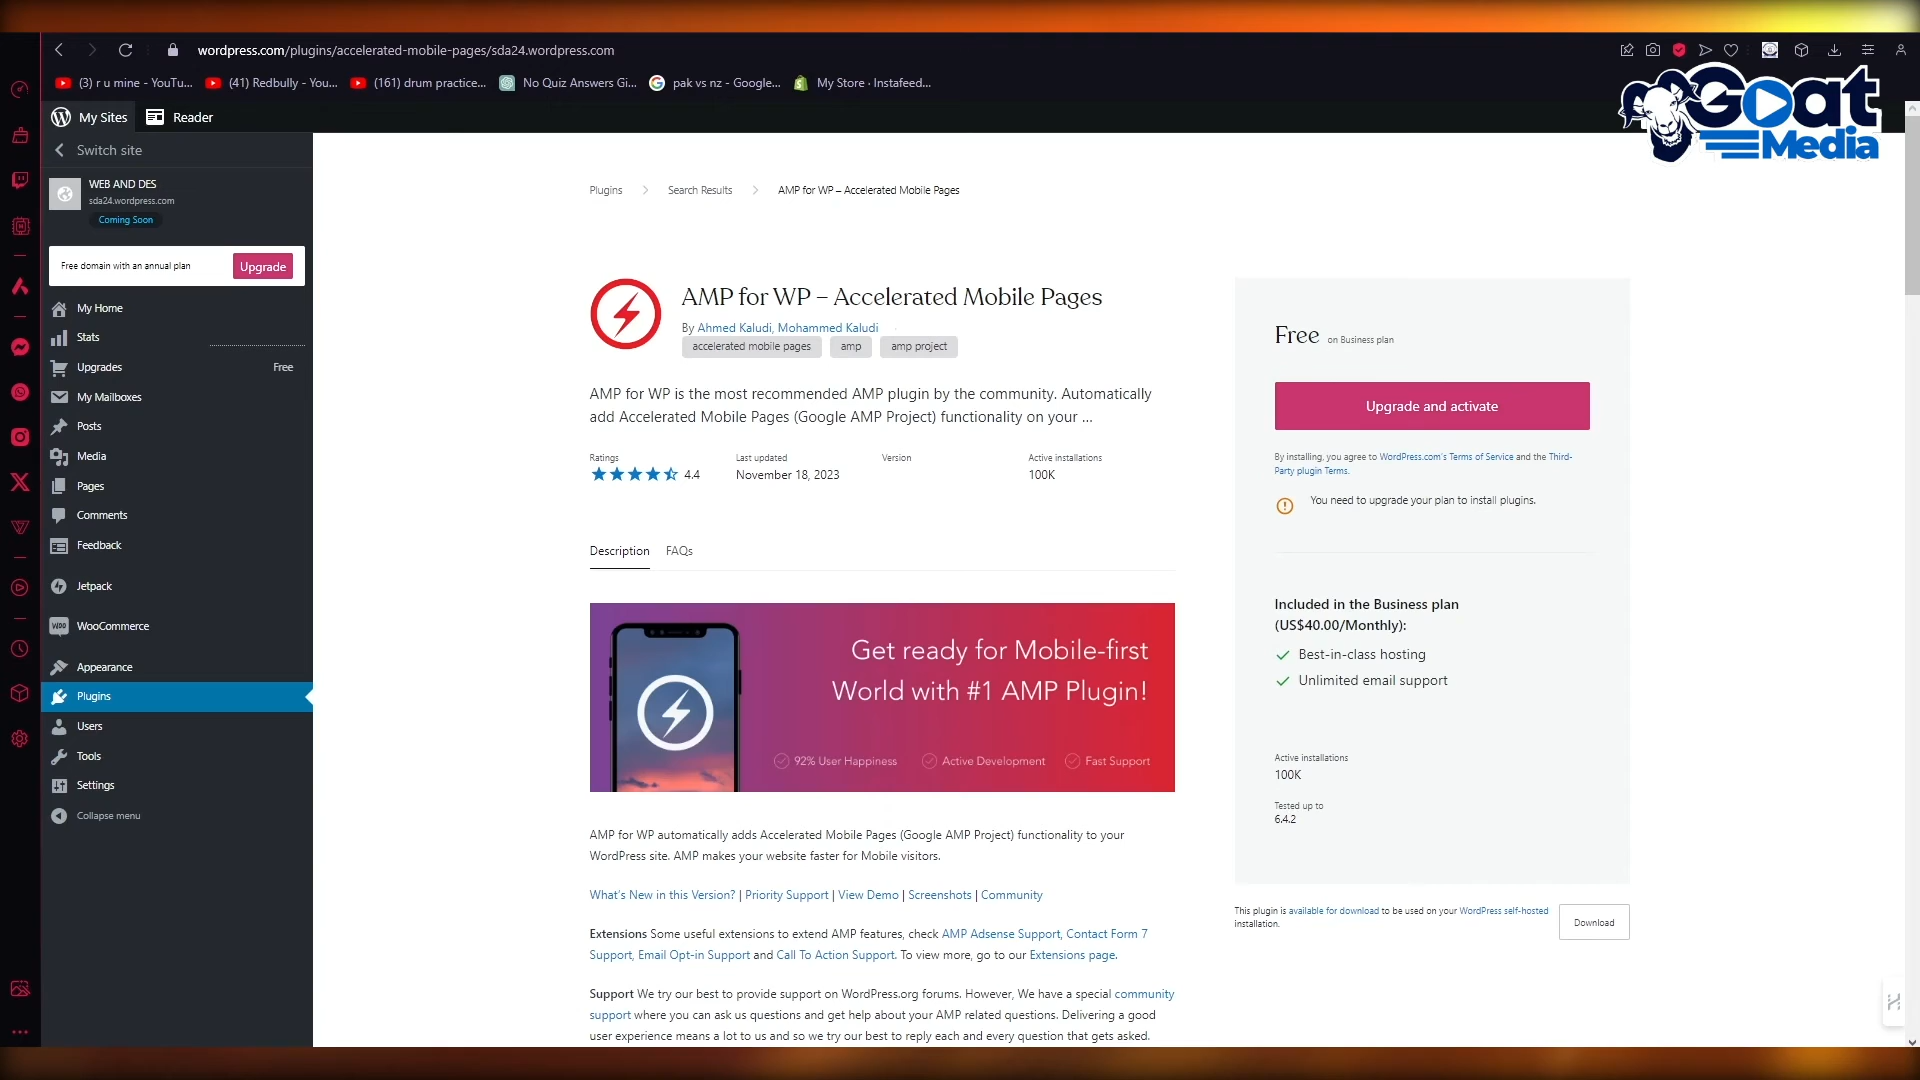 wordpress.com/plugins/accelerated-mobile-pages/sda24.wordpress.com
(3) r u mine - YouTu...
(41) Redbully - You...
(161) drum practice...
No Quiz Answers Gi...
pak vs nz - Google...
My Store · Instafeed...
Goat
Media
My Sites
Reader
Switch site
WEB AND DES
sda24.wordpress.com
Coming Soon
Free domain with an annual plan
Upgrade
My Home
Stats
Upgrades
Free
My Mailboxes
Posts
Media
Pages
Comments
Feedback
Jetpack
WOO
WooCommerce
Appearance
Plugins
Users
Tools
Settings
Collapse menu
Plugins
Search Results
AMP for WP – Accelerated Mobile Pages
AMP for WP – Accelerated Mobile Pages
By Ahmed Kaludi, Mohammed Kaludi
accelerated mobile pages
amp
amp project
AMP for WP is the most recommended AMP plugin by the community. Automatically
add Accelerated Mobile Pages (Google AMP Project) functionality on your ...
Ratings
4.4
Last updated
November 18, 2023
Version
Active installations
100K
Description
FAQs
Get ready for Mobile-first
World with #1 AMP Plugin!
92% User Happiness
Active Development
Fast Support
AMP for WP automatically adds Accelerated Mobile Pages (Google AMP Project) functionality to your
WordPress site. AMP makes your website faster for Mobile visitors.
What's New in this Version? | Priority Support | View Demo | Screenshots | Community
Extensions Some useful extensions to extend AMP features, check AMP Adsense Support, Contact Form 7
Support, Email Opt-in Support and Call To Action Support. To view more, go to our Extensions page.
Support We try our best to provide support on WordPress.org forums. However, We have a special community
support where you can ask us questions and get help about your AMP related questions. Delivering a good
user experience means a lot to us and so we try our best to reply each and every question that gets asked.
Free on Business plan
Upgrade and activate
By installing, you agree to WordPress.com's Terms of Service and the Third-
Party plugin Terms.
You need to upgrade your plan to install plugins.
Included in the Business plan
(US$40.00/Monthly):
Best-in-class hosting
Unlimited email support
Active installations
100K
Tested up to
6.4.2
This plugin is available for download to be used on your WordPress self-hosted
installation.
Download